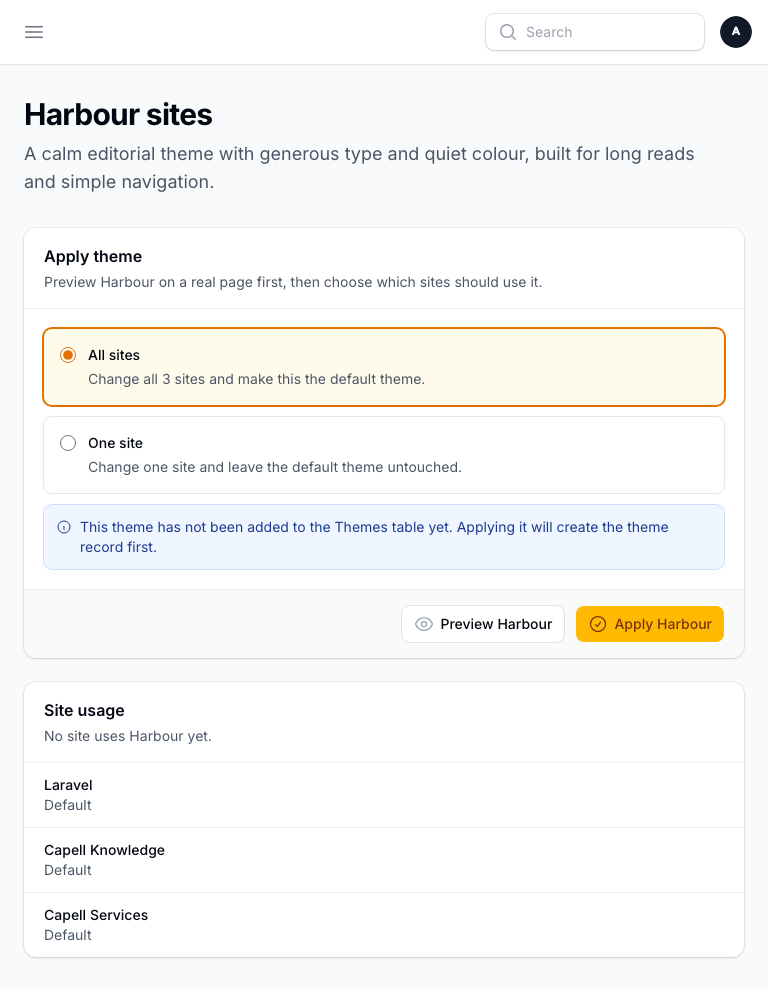 Search
A
Harbour sites
A calm editorial theme with generous type and quiet colour, built for long reads
and simple navigation.
Apply theme
Preview Harbour on a real page first, then choose which sites should use it.
All sites
Change all 3 sites and make this the default theme.
One site
Change one site and leave the default theme untouched.
This theme has not been added to the Themes table yet. Applying it will create the theme
record first.
Preview Harbour
Apply Harbour
Site usage
No site uses Harbour yet.
Laravel
Default
Capell Knowledge
Default
Capell Services
Default